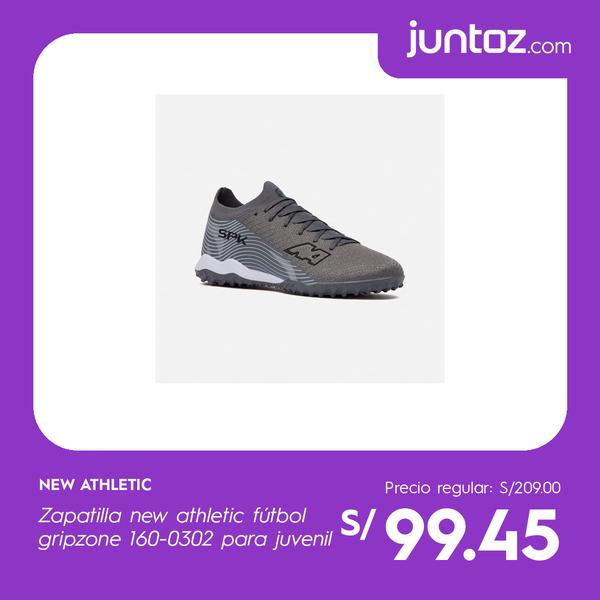 juntoz.com
SPK
NEW ATHLETIC
Zapatilla new athletic fútbol
gripzone 160-0302 para juvenil
Precio regular: S/209.00
S/ 99.45